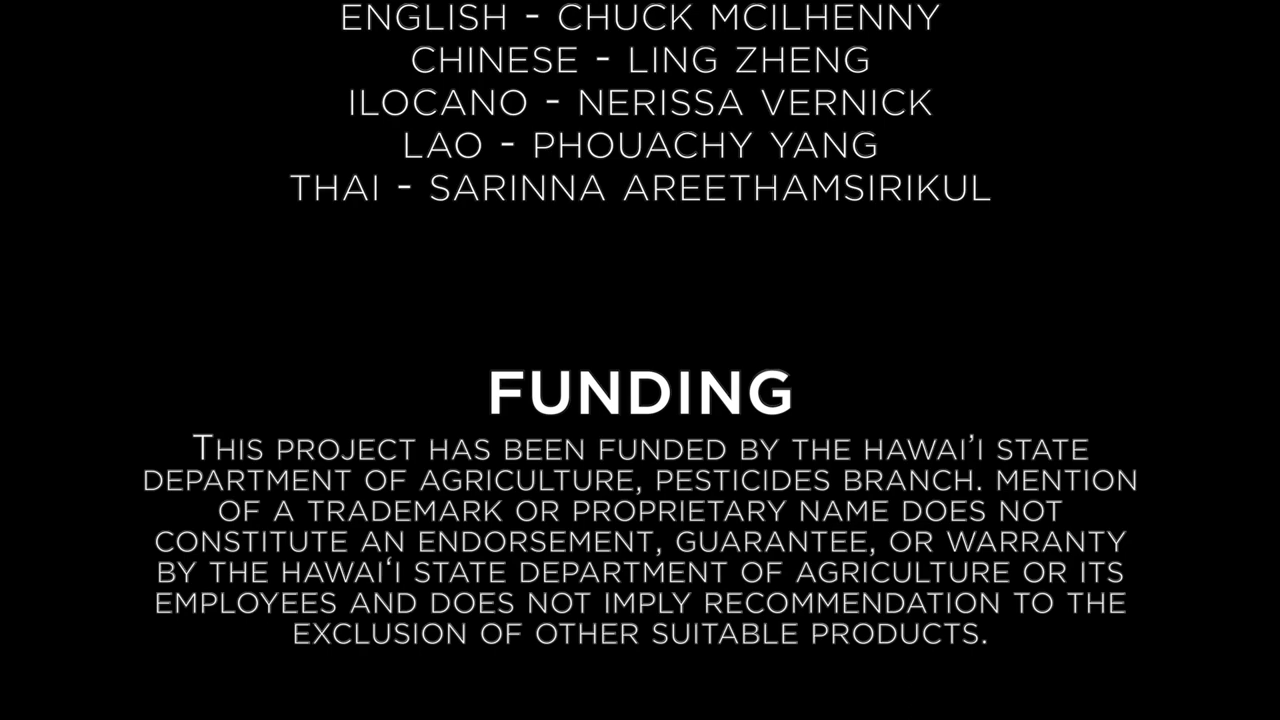 ENGLISH - CHUCK MCILHENNY
CHINESE - LING ZHENG
ILOCANO - NERISSA VERNICK
LAO - PHOUACHY YANG
THAI - SARINNA AREETHAMSIRIKUL
FUNDING
THIS PROJECT HAS BEEN FUNDED BY THE HAWAI’I STATE
DEPARTMENT OF AGRICULTURE, PESTICIDES BRANCH. MENTION
OF A TRADEMARK OR PROPRIETARY NAME DOES NOT
CONSTITUTE AN ENDORSEMENT, GUARANTEE, OR WARRANTY
BY THE HAWAI‘I STATE DEPARTMENT OF AGRICULTURE OR ITS
EMPLOYEES AND DOES NOT IMPLY RECOMMENDATION TO THE
EXCLUSION OF OTHER SUITABLE PRODUCTS.